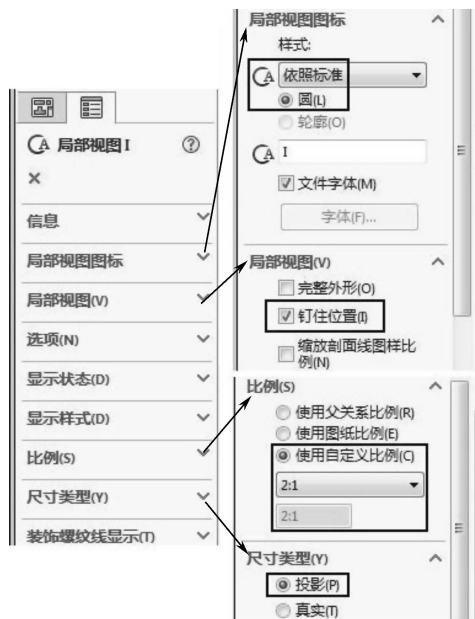 局部视图 I
信息
局部视图图标
局部视图(V)
选项(N)
显示状态(D)
显示样式(D)
比例(S)
尺寸类型(Y)
装饰螺纹线显示(T)
局部视图图标
样式:
依照标准
圆(L)
轮廓(O)
I
文件字体(M)
字体(F)...
局部视图(V)
完整外形(O)
钉住位置(I)
缩放剖面线图样比
例(N)
比例(S)
使用父关系比例(R)
使用图纸比例(E)
使用自定义比例(C)
2:1
2:1
尺寸类型(Y)
投影(P)
真实(T)